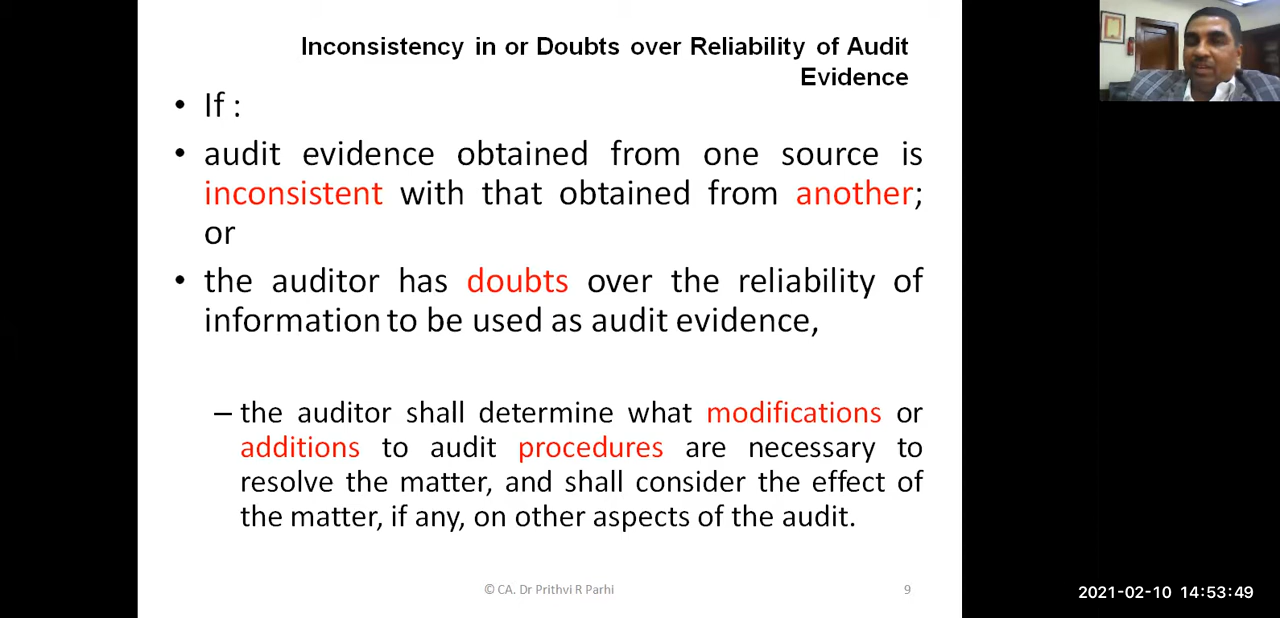 Inconsistency in or Doubts over Reliability of Audit
Evidence
• If :
• audit evidence obtained from one source is
inconsistent with that obtained from another;
or
• the auditor has doubts over the reliability of
information to be used as audit evidence,
– the auditor shall determine what modifications or
additions to audit procedures are necessary to
resolve the matter, and shall consider the effect of
the matter, if any, on other aspects of the audit.
© CA. Dr Prithvi R Parhi
9
2021-02-10 14:53:49